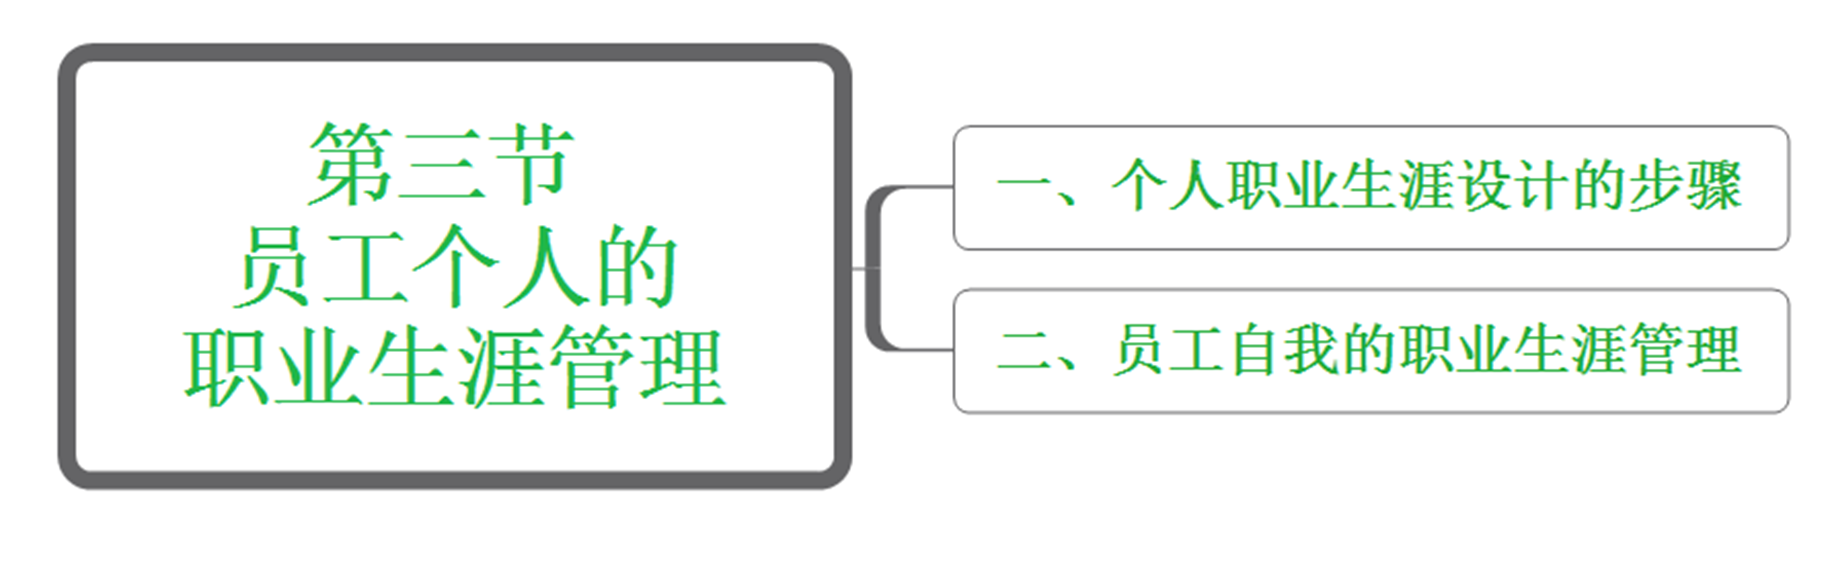 第三节
员工个人的
职业生涯管理
一、个人职业生涯设计的步骤
二、员工自我的职业生涯管理